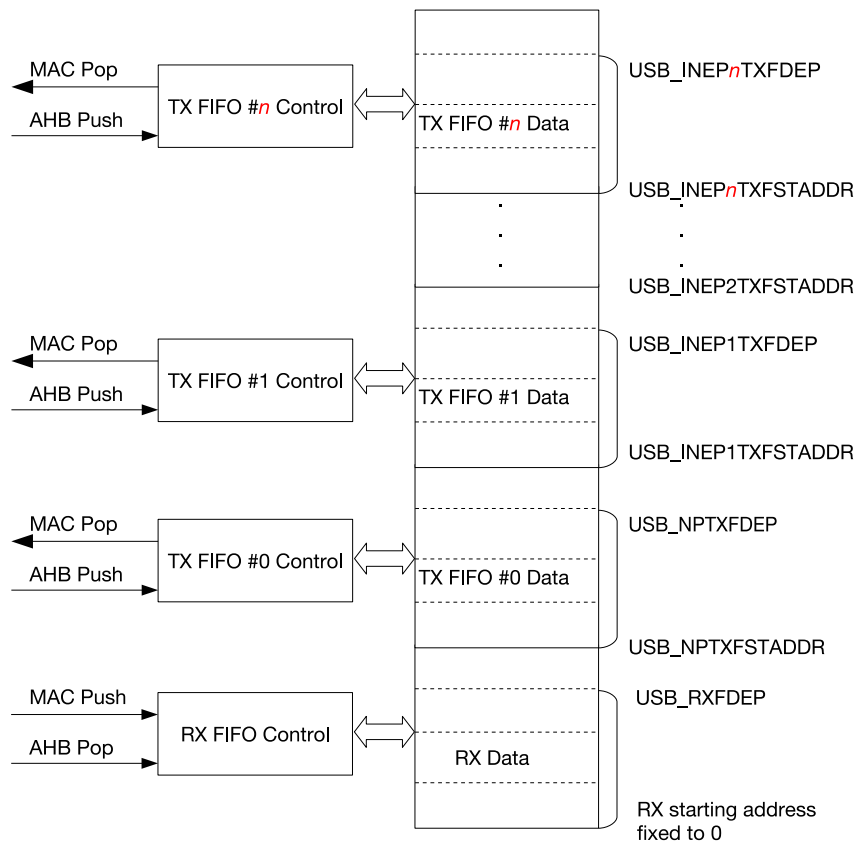 USB_INEPnTXFDEP
MAC Pop
TX FIFO #n Control
AHB Push
TX FIFO #n Data
USB_INEPnTXFSTADDR
USB_INEP2TXFSTADDR
MAC Pop
USB_INEP1TXFDEP
TX FIFO #1 Control
AHB Push
TX FIFO #1 Data
USB_INEP1TXFSTADDR
MAC Pop
USB_NPTXFDEP
TX FIFO #0 Control
AHB Push
TX FIFO #0 Data
USB_NPTXFSTADDR
MAC Push
USB_RXFDEP
RX FIFO Control
AHB Pop
RX Data
RX starting address
fixed to 0